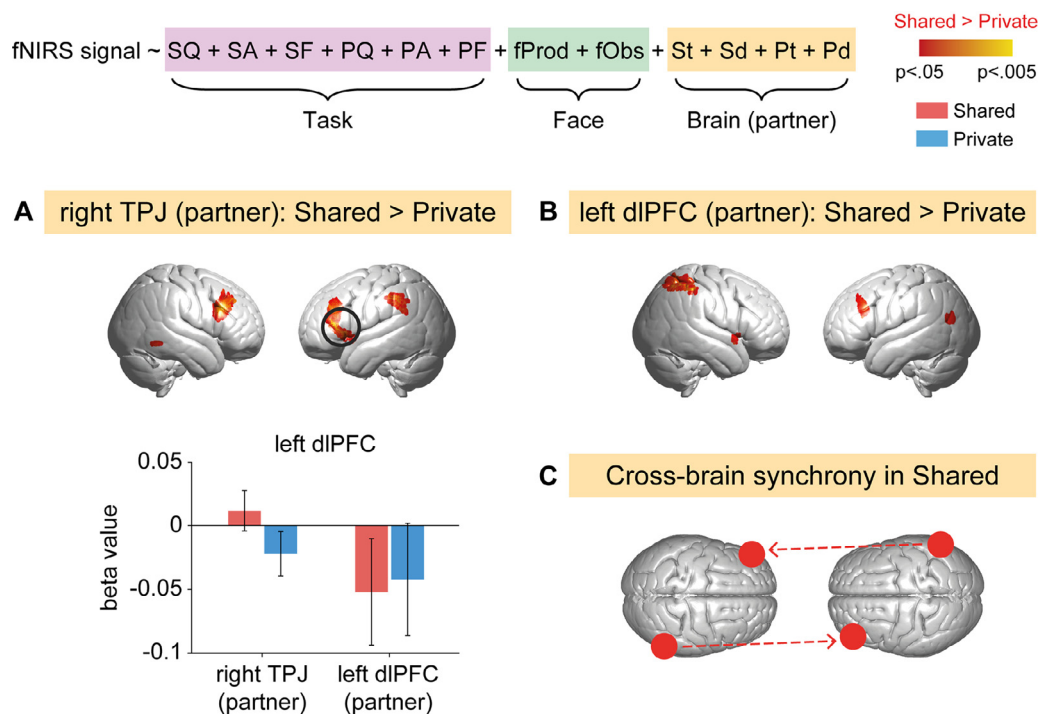 fNIRS signal ~ SQ + SA + SF + PQ + PA + PF + fProd + fObs + St + Sd + Pt + Pd
Task
Face
Brain (partner)
Shared > Private
p<.05
p<.005
Shared
Private
A right TPJ (partner): Shared > Private
B left dlPFC (partner): Shared > Private
left dlPFC
beta value
0.05
0
-0.05
-0.1
right TPJ
(partner)
left dlPFC
(partner)
C Cross-brain synchrony in Shared